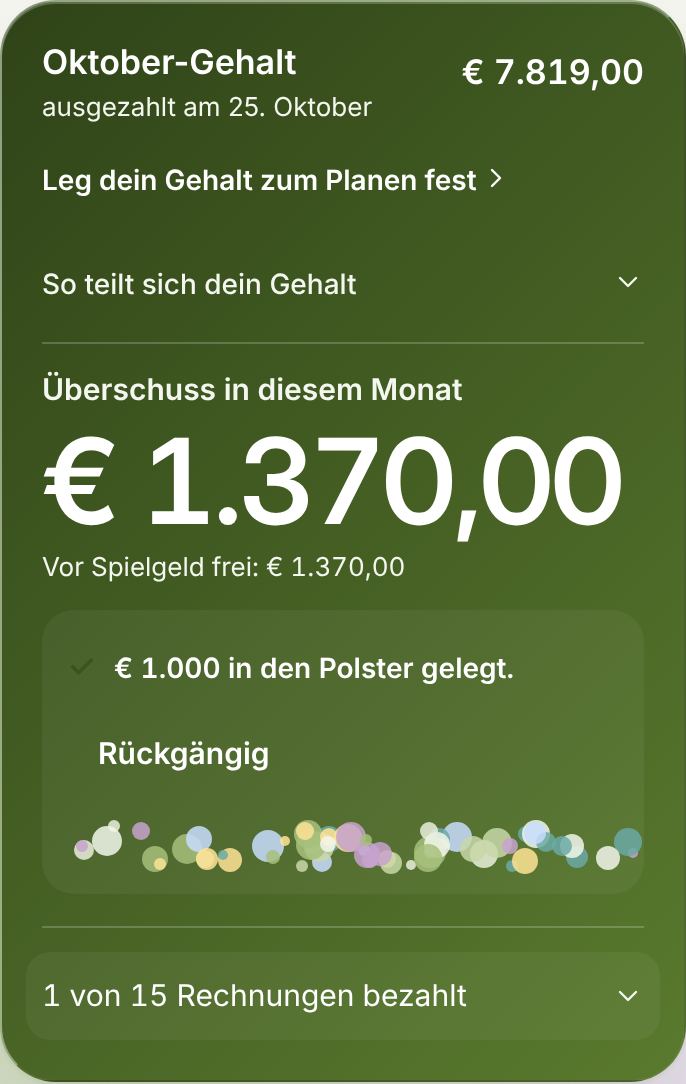 Oktober-Gehalt
€ 7.819,00
ausgezahlt am 25. Oktober
Leg dein Gehalt zum Planen fest
So teilt sich dein Gehalt
Überschuss in diesem Monat
€ 1.370,00
Vor Spielgeld frei: € 1.370,00
€ 1.000 in den Polster gelegt.
Rückgängig
1 von 15 Rechnungen bezahlt